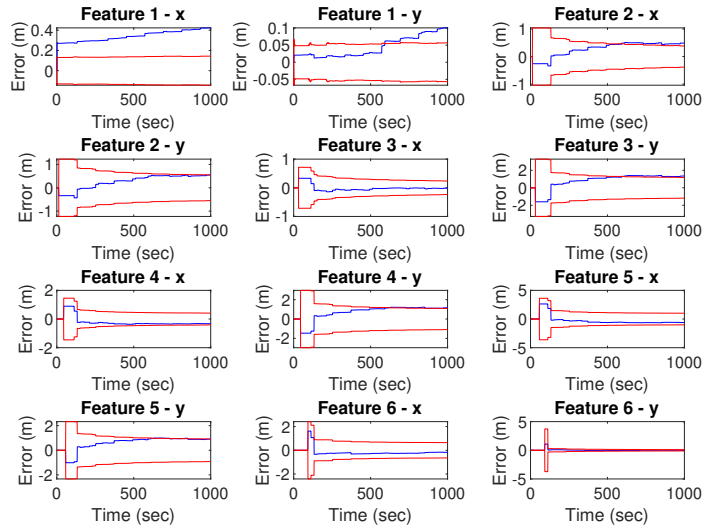 Feature 1 - x
Feature 1 - y
Feature 2 - x
Error (m)
0.4
0.2
0
0
500
1000
Time (sec)
Error (m)
0.1
0.05
0
-0.05
0
500
1000
Time (sec)
Error (m)
1
0
-1
0
500
1000
Time (sec)
Feature 2 - y
Feature 3 - x
Feature 3 - y
Error (m)
1
0
-1
0
500
1000
Time (sec)
Error (m)
1
0
-1
0
500
1000
Time (sec)
Error (m)
2
0
-2
0
500
1000
Time (sec)
Feature 4 - x
Feature 4 - y
Feature 5 - x
Error (m)
2
0
-2
0
500
1000
Time (sec)
Error (m)
2
0
-2
0
500
1000
Time (sec)
Error (m)
5
0
-5
0
500
1000
Time (sec)
Feature 5 - y
Feature 6 - x
Feature 6 - y
Error (m)
2
0
-2
0
500
1000
Time (sec)
Error (m)
2
0
-2
0
500
1000
Time (sec)
Error (m)
5
0
-5
0
500
1000
Time (sec)